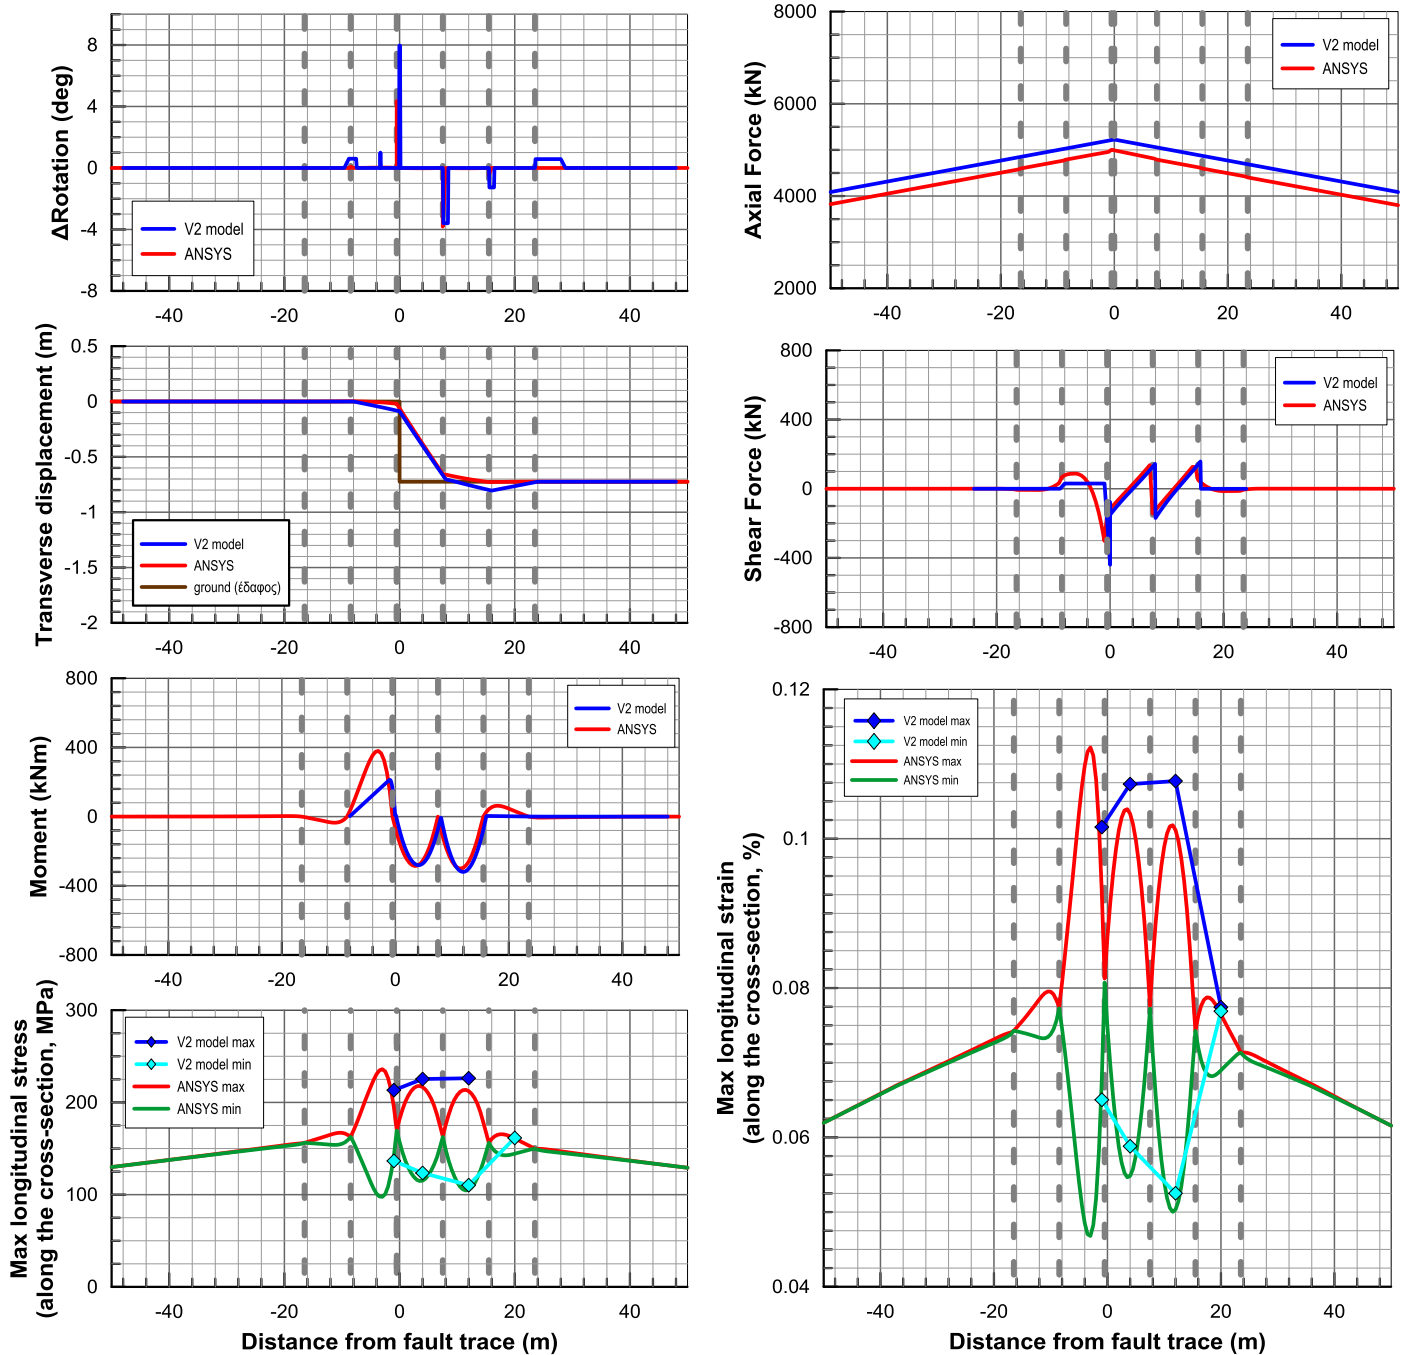 ΔRotation (deg)
8
4
0
-4
-8
V2 model
ANSYS
-40
-20
0
20
40
Transverse displacement (m)
0.5
0
-0.5
-1
-1.5
-2
V2 model
ANSYS
ground (έδαφος)
-40
-20
0
20
40
Moment (kNm)
800
400
0
-400
-800
V2 model
ANSYS
-40
-20
0
20
40
Max longitudinal stress
(along the cross-section, MPa)
300
250
200
150
100
50
0
V2 model max
V2 model min
ANSYS max
ANSYS min
-40
-20
0
20
40
Distance from fault trace (m)
Axial Force (kN)
8000
6000
4000
2000
V2 model
ANSYS
-40
-20
0
20
40
Shear Force (kN)
800
400
0
-400
-800
V2 model
ANSYS
-40
-20
0
20
40
Max longitudinal strain
(along the cross-section, %)
0.12
0.1
0.08
0.06
0.04
V2 model max
V2 model min
ANSYS max
ANSYS min
-40
-20
0
20
40
Distance from fault trace (m)